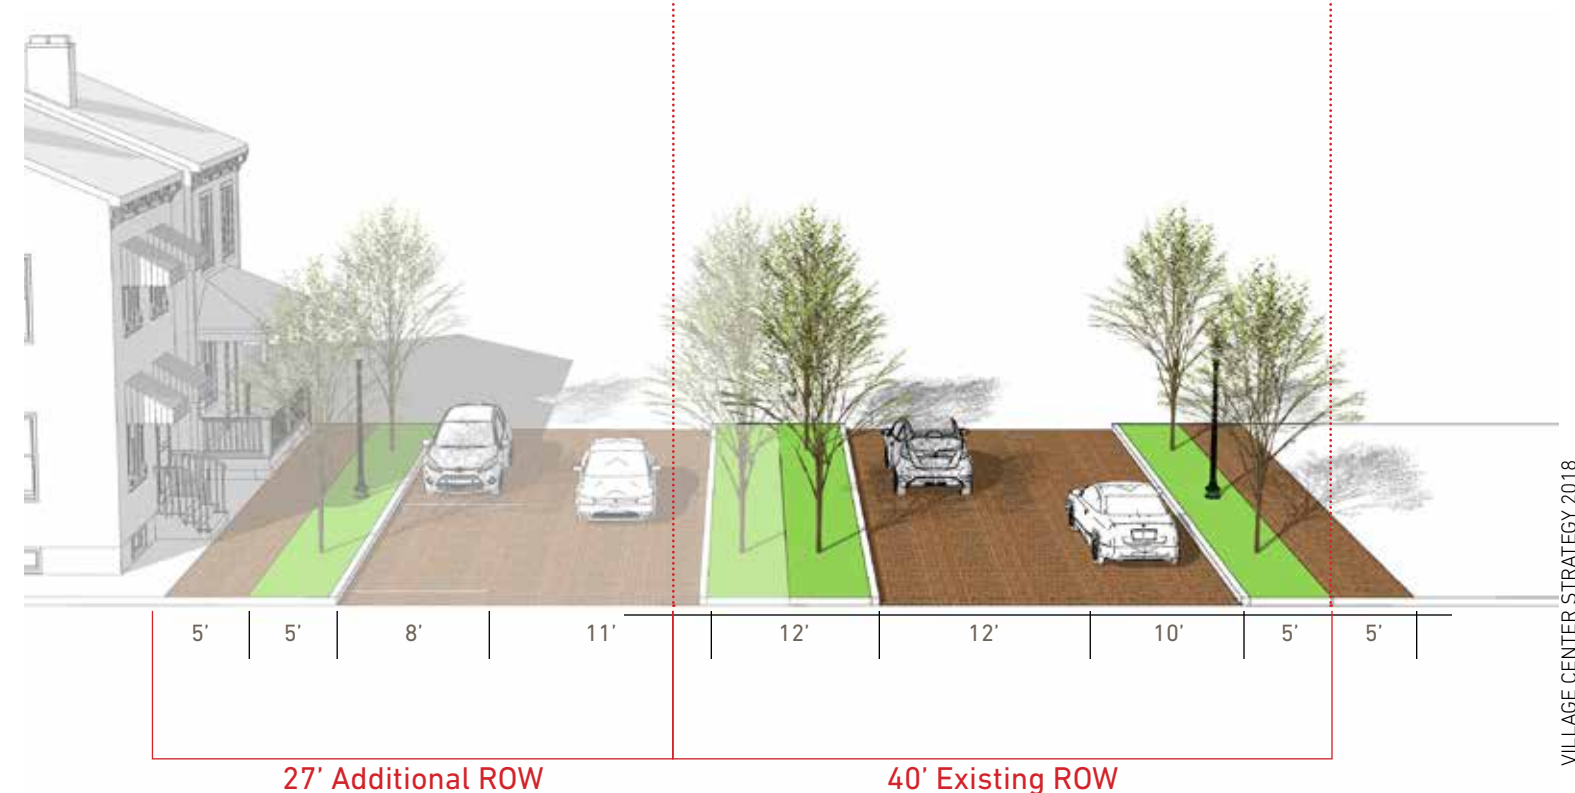 5’ 5’ 8’ 11’ 12’ 12’ 10’ 5’ 5’
27’ Additional ROW 40’ Existing ROW
VILLAGE CENTER STRATEGY 2018